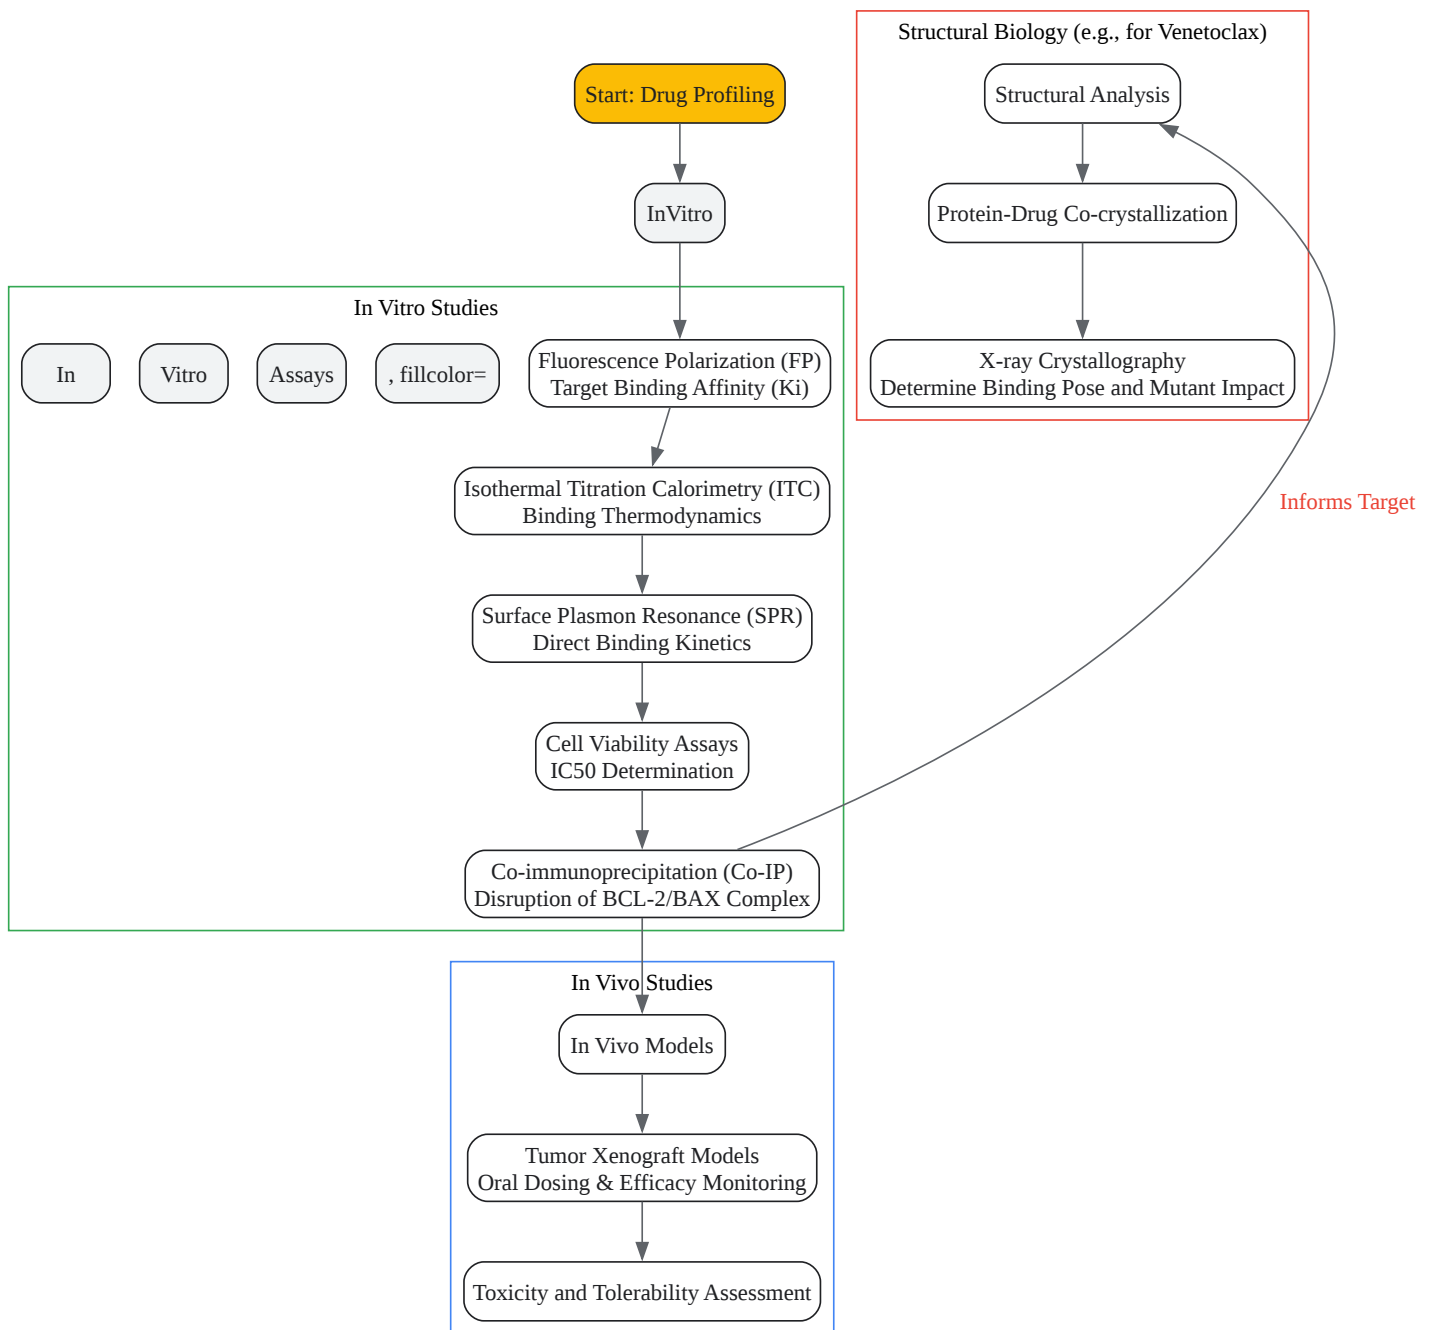 Structural Biology (e.g., for Venetoclax)
Start: Drug Profiling
Structural Analysis
InVitro
Protein-Drug Co-crystallization
In Vitro Studies
In
Vitro
Assays
, fillcolor=
Fluorescence Polarization (FP)
Target Binding Affinity (Ki)
X-ray Crystallography
Determine Binding Pose and Mutant Impact
Isothermal Titration Calorimetry (ITC)
Binding Thermodynamics
Informs Target
Surface Plasmon Resonance (SPR)
Direct Binding Kinetics
Cell Viability Assays
IC50 Determination
Co-immunoprecipitation (Co-IP)
Disruption of BCL-2/BAX Complex
In Vivo Studies
In Vivo Models
Tumor Xenograft Models
Oral Dosing & Efficacy Monitoring
Toxicity and Tolerability Assessment